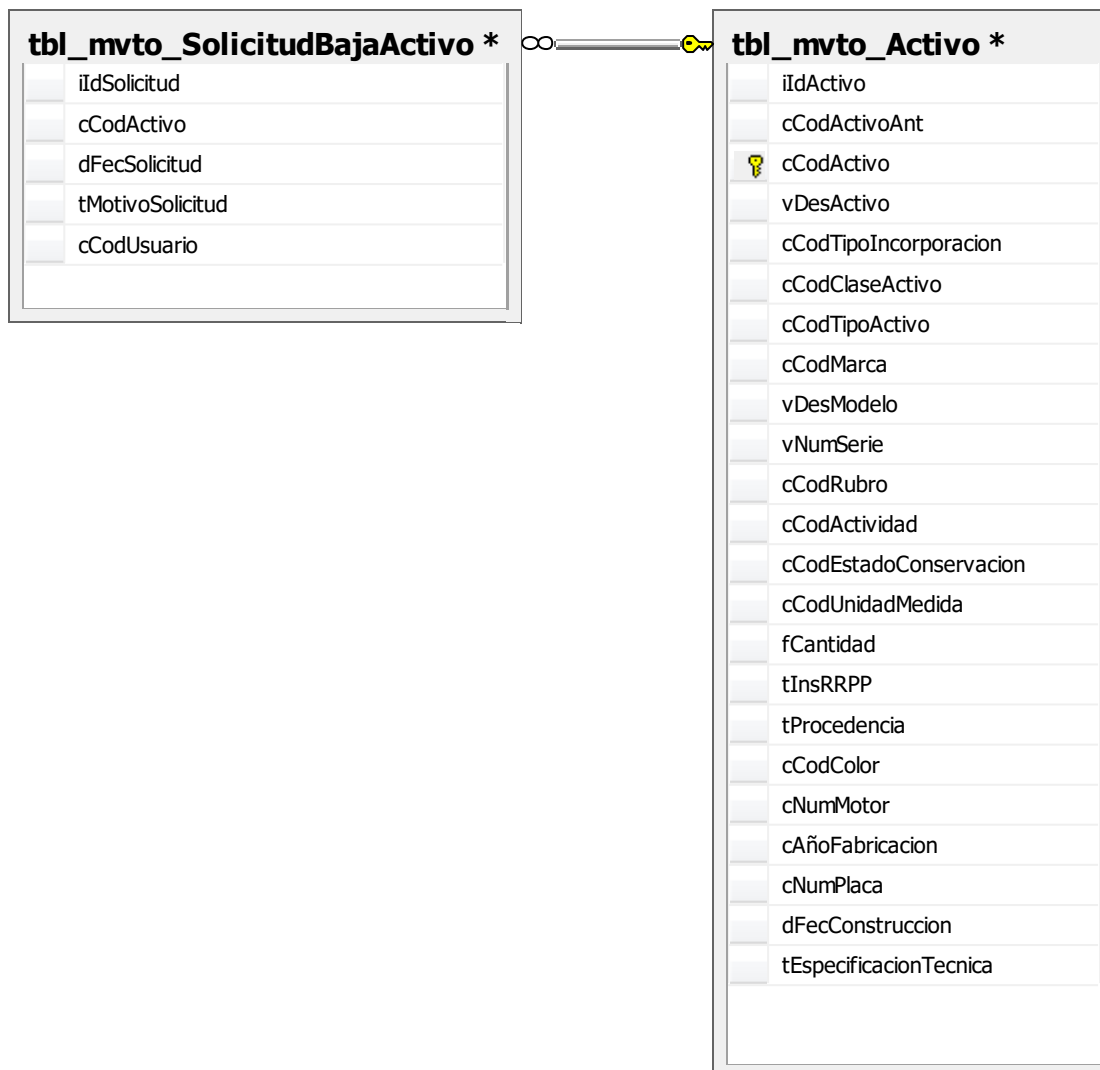 tbl_mvto_SolicitudBajaActivo *
iIdSolicitud
cCodActivo
dFecSolicitud
tMotivoSolicitud
cCodUsuario
tbl_mvto_Activo *
iIdActivo
cCodActivoAnt
cCodActivo
vDesActivo
cCodTipoIncorporacion
cCodClaseActivo
cCodTipoActivo
cCodMarca
vDesModelo
vNumSerie
cCodRubro
cCodActividad
cCodEstadoConservacion
cCodUnidadMedida
fCantidad
tInsRRPP
tProcedencia
cCodColor
cNumMotor
cAñoFabricacion
cNumPlaca
dFecConstruccion
tEspecificacionTecnica